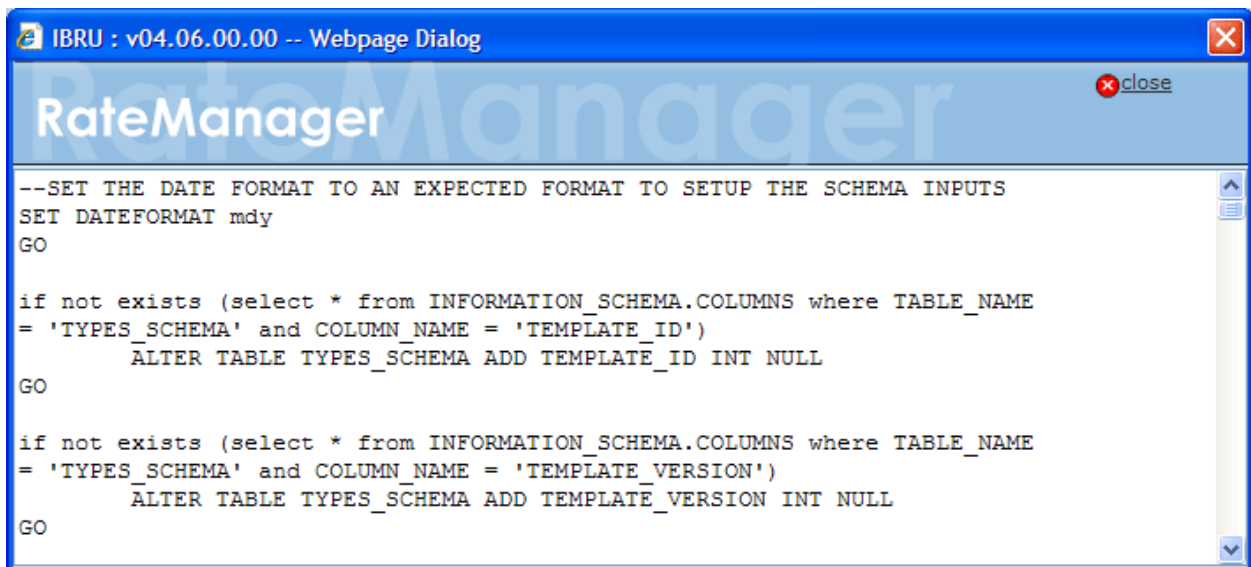 IBRU : v04.06.00.00 -- Webpage Dialog
RateManager
RateManager
close
--SET THE DATE FORMAT TO AN EXPECTED FORMAT TO SETUP THE SCHEMA INPUTS
SET DATEFORMAT mdy
GO
if not exists (select * from INFORMATION_SCHEMA.COLUMNS where TABLE_NAME
= 'TYPES_SCHEMA' and COLUMN_NAME = 'TEMPLATE_ID')
ALTER TABLE TYPES_SCHEMA ADD TEMPLATE_ID INT NULL
GO
if not exists (select * from INFORMATION_SCHEMA.COLUMNS where TABLE_NAME
= 'TYPES_SCHEMA' and COLUMN_NAME = 'TEMPLATE_VERSION')
ALTER TABLE TYPES_SCHEMA ADD TEMPLATE_VERSION INT NULL
GO